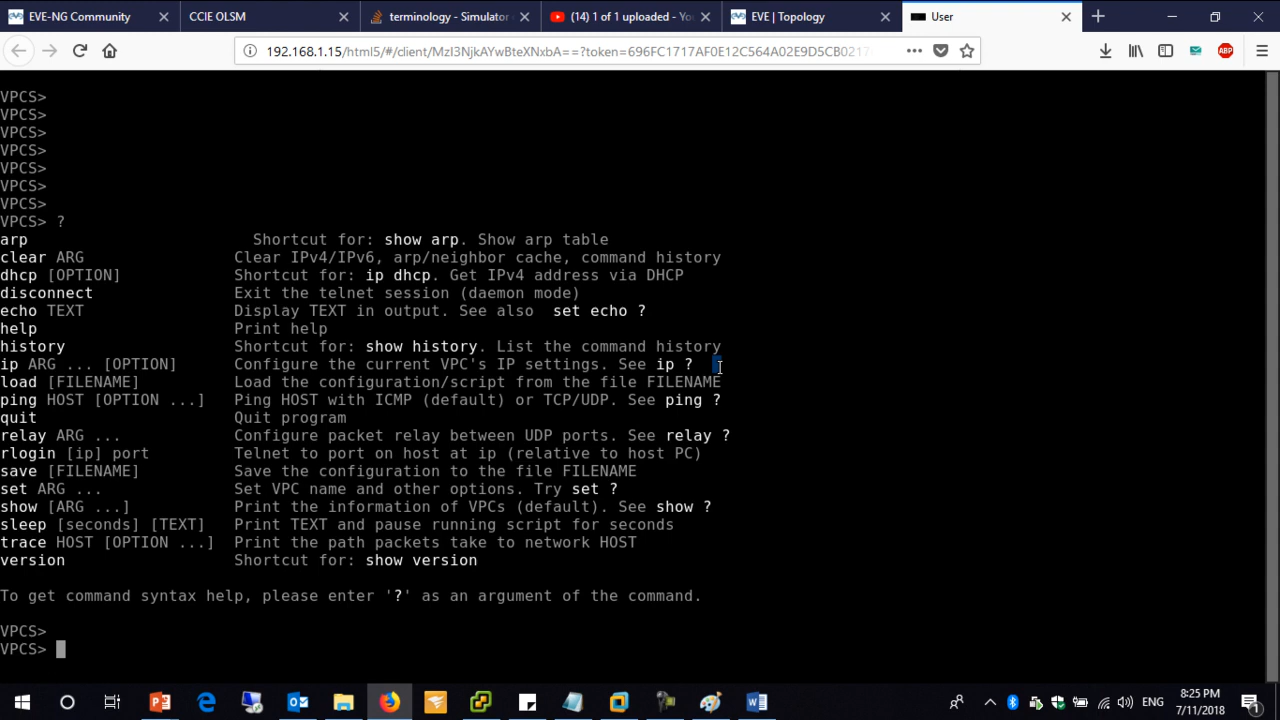 EVE-NG Community
CCIE OLSM
terminology - Simulator
(14) 1 of 1 uploaded - Yo
EVE | Topology
User
192.168.1.15/html5/#/client/MzI3NjkAYwBteXNxbA==?token=696FC1717AF0E12C564A02E9D5CB0217
ABP
VPCS>
VPCS>
VPCS>
VPCS>
VPCS>
VPCS>
VPCS>
VPCS> ?
arp Shortcut for: show arp. Show arp table
clear ARG Clear IPv4/IPv6, arp/neighbor cache, command history
dhcp [OPTION] Shortcut for: ip dhcp. Get IPv4 address via DHCP
disconnect Exit the telnet session (daemon mode)
echo TEXT Display TEXT in output. See also set echo ?
help Print help
history Shortcut for: show history. List the command history
ip ARG ... [OPTION] Configure the current VPC's IP settings. See ip ?
load [FILENAME] Load the configuration/script from the file FILENAME
ping HOST [OPTION ...] Ping HOST with ICMP (default) or TCP/UDP. See ping ?
quit Quit program
relay ARG ... Configure packet relay between UDP ports. See relay ?
rlogin [ip] port Telnet to port on host at ip (relative to host PC)
save [FILENAME] Save the configuration to the file FILENAME
set ARG ... Set VPC name and other options. Try set ?
show [ARG ...] Print the information of VPCs (default). See show ?
sleep [seconds] [TEXT] Print TEXT and pause running script for seconds
trace HOST [OPTION ...] Print the path packets take to network HOST
version Shortcut for: show version
To get command syntax help, please enter '?' as an argument of the command.
VPCS>
VPCS>
ENG
8:25 PM
7/11/2018